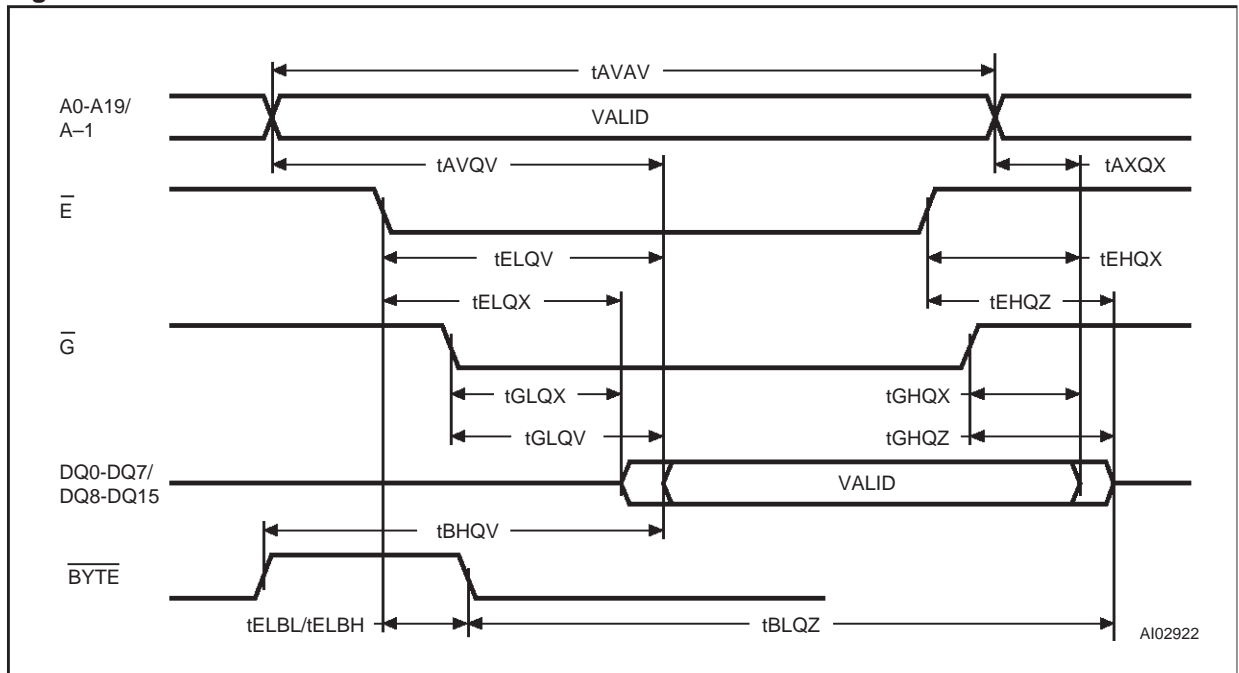 tAVAV
A0-A19/
A–1
VALID
tAVQV
tAXQX
E
tELQV
tEHQX
tELQX
tEHQZ
G
tGLQX
tGHQX
tGLQV
tGHQZ
DQ0-DQ7/
DQ8-DQ15
VALID
tBHQV
BYTE
tELBL/tELBH
tBLQZ
AI02922